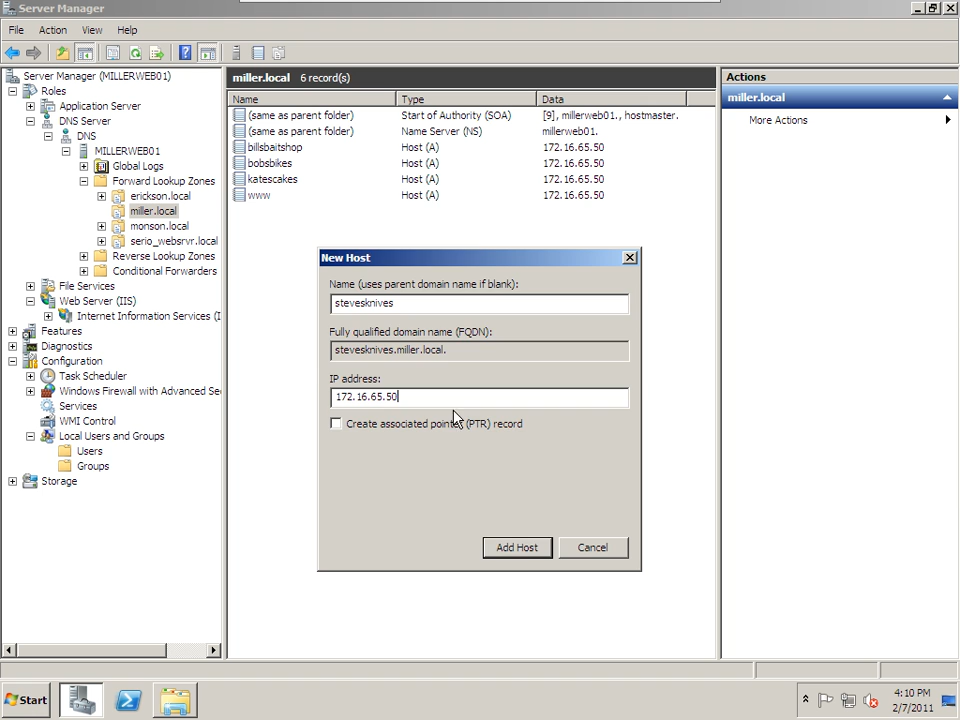 Server Manager
File Action View Help
Server Manager (MILLERWEB01)
Roles
Application Server
DNS Server
DNS
MILLERWEB01
Global Logs
Forward Lookup Zones
erickson.local
miller.local
monson.local
serio_websrvr.local
Reverse Lookup Zones
Conditional Forwarders
File Services
Web Server (IIS)
Internet Information Services (I
Features
Diagnostics
Configuration
Task Scheduler
Windows Firewall with Advanced Se
Services
WMI Control
Local Users and Groups
Users
Groups
Storage
miller.local 6 record(s)
Name Type Data
(same as parent folder) Start of Authority (SOA) [9], millerweb01., hostmaster.
(same as parent folder) Name Server (NS) millerweb01.
billsbaitshop Host (A) 172.16.65.50
bobsbikes Host (A) 172.16.65.50
katescakes Host (A) 172.16.65.50
www Host (A) 172.16.65.50
New Host
Name (uses parent domain name if blank):
stevesknives
Fully qualified domain name (FQDN):
stevesknives.miller.local.
IP address:
172.16.65.50
Create associated pointer (PTR) record
Add Host Cancel
Actions
miller.local
More Actions
Start
4:10 PM
2/7/2011